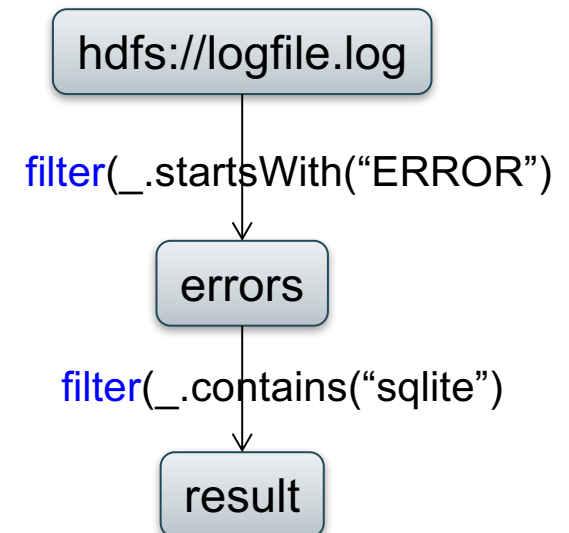 hdfs://logfile.log
filter(_.startsWith(“ERROR”)
errors
filter(_.contains(“sqlite”)
result